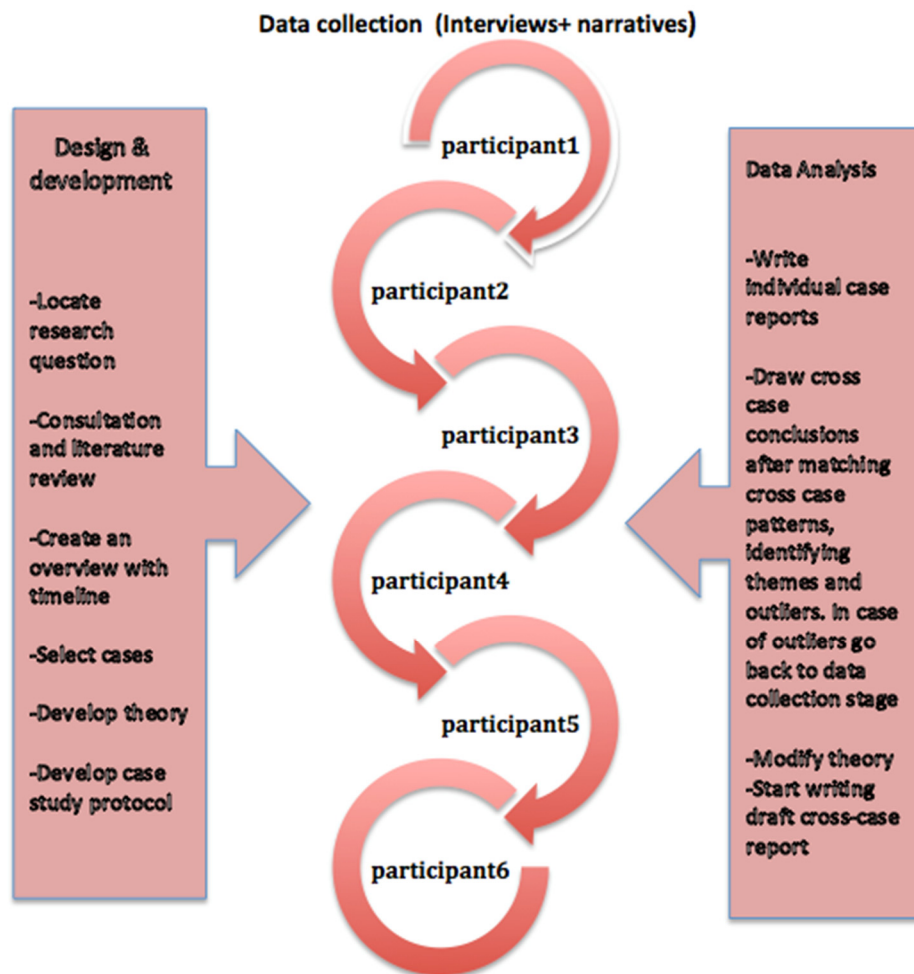 Data collection (Interviews+ narratives)
Design &
development
-Locate
research
question
-Consultation
and literature
review
-Create an
overview with
timeline
-Select cases
-Develop theory
-Develop case
study protocol
participant1
participant2
participant3
participant4
participant5
participant6
Data Analysis
-Write
individual case
reports
-Draw cross
case
conclusions
after matching
cross case
patterns,
identifying
themes and
outliers. In case
of outliers go
back to data
collection stage
-Modify theory
-Start writing
draft cross-case
report